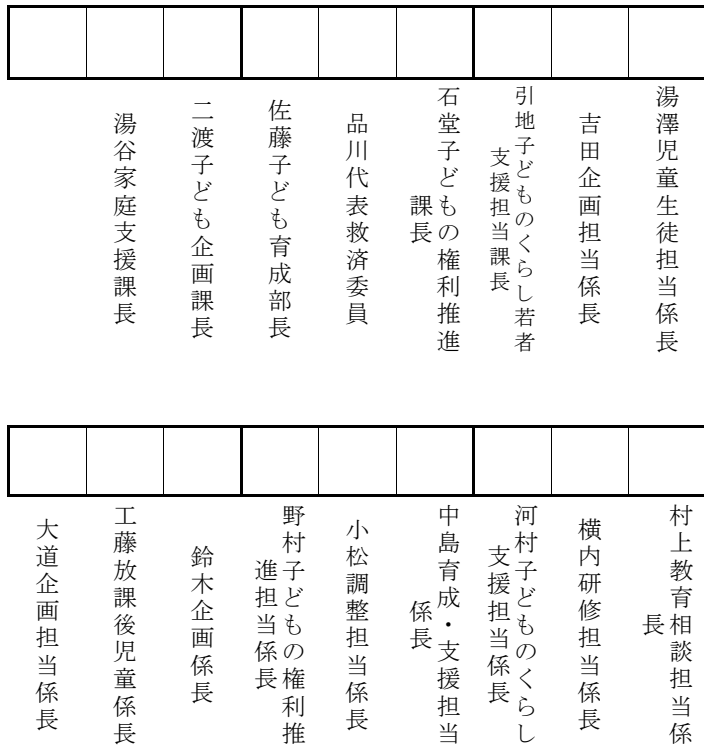 湯澤児童生徒担当係長
吉田企画担当係長
引地子どものくらし若者
支援担当課長
石堂子どもの権利推進
課長
品川代表救済委員
佐藤子ども育成部長
二渡子ども企画課長
湯谷家庭支援課長
村上教育相談担当係
長
横内研修担当係長
河村子どものくらし
支援担当係長
中島育成・支援担当
係長
小松調整担当係長
野村子どもの権利推
進担当係長
鈴木企画係長
工藤放課後児童係長
大道企画担当係長